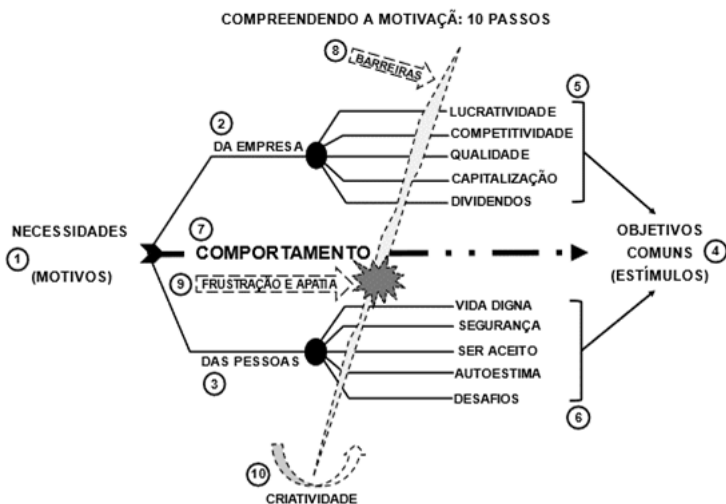 COMPREENDENDO A MOTIVAÇÃ: 10 PASSOS
8
BARREIRAS
5
LUCRATIVIDADE
2
COMPETITIVIDADE
DA EMPRESA
QUALIDADE
CAPITALIZAÇÃO
DIVIDENDOS
NECESSIDADES
1
(MOTIVOS)
7
COMPORTAMENTO
OBJETIVOS
COMUNS
4
(ESTÍMULOS)
9
FRUSTRAÇÃO E APATIA
VIDA DIGNA
SEGURANÇA
DAS PESSOAS
SER ACEITO
3
AUTOESTIMA
DESAFIOS
6
10
CRIATIVIDADE